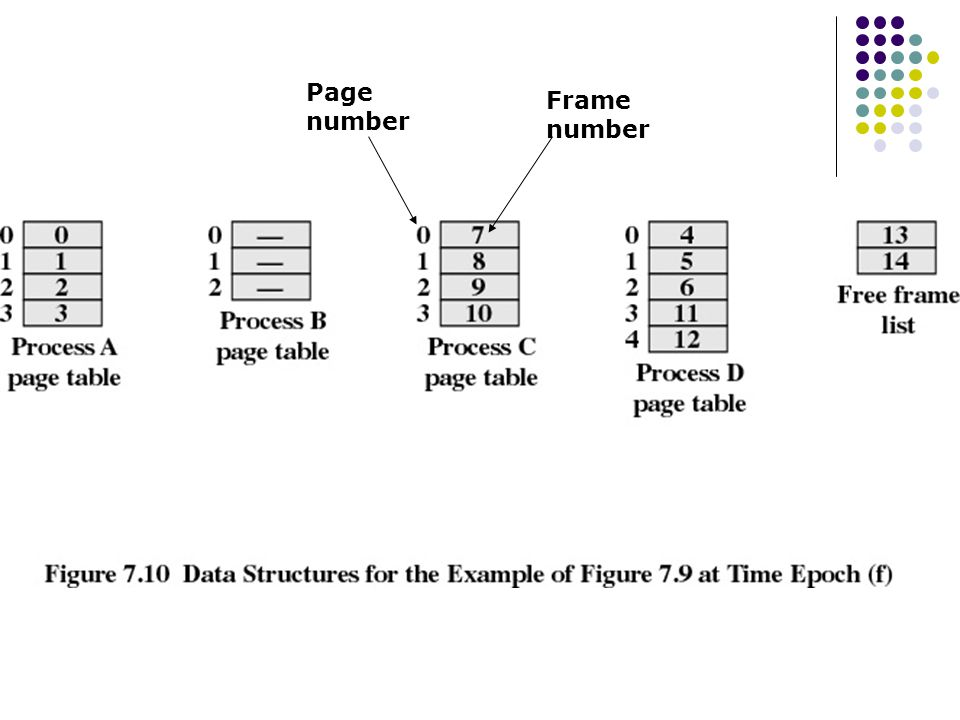 Page
number
Frame
number
0 0
1 1
2 2
3 3
Process A
page table
0 —
1 —
2 —
Process B
page table
0 7
1 8
2 9
3 10
Process C
page table
0 4
1 5
2 6
3 11
4 12
Process D
page table
13
14
Free frame
list
Figure 7.10 Data Structures for the Example of Figure 7.9 at Time Epoch (f)